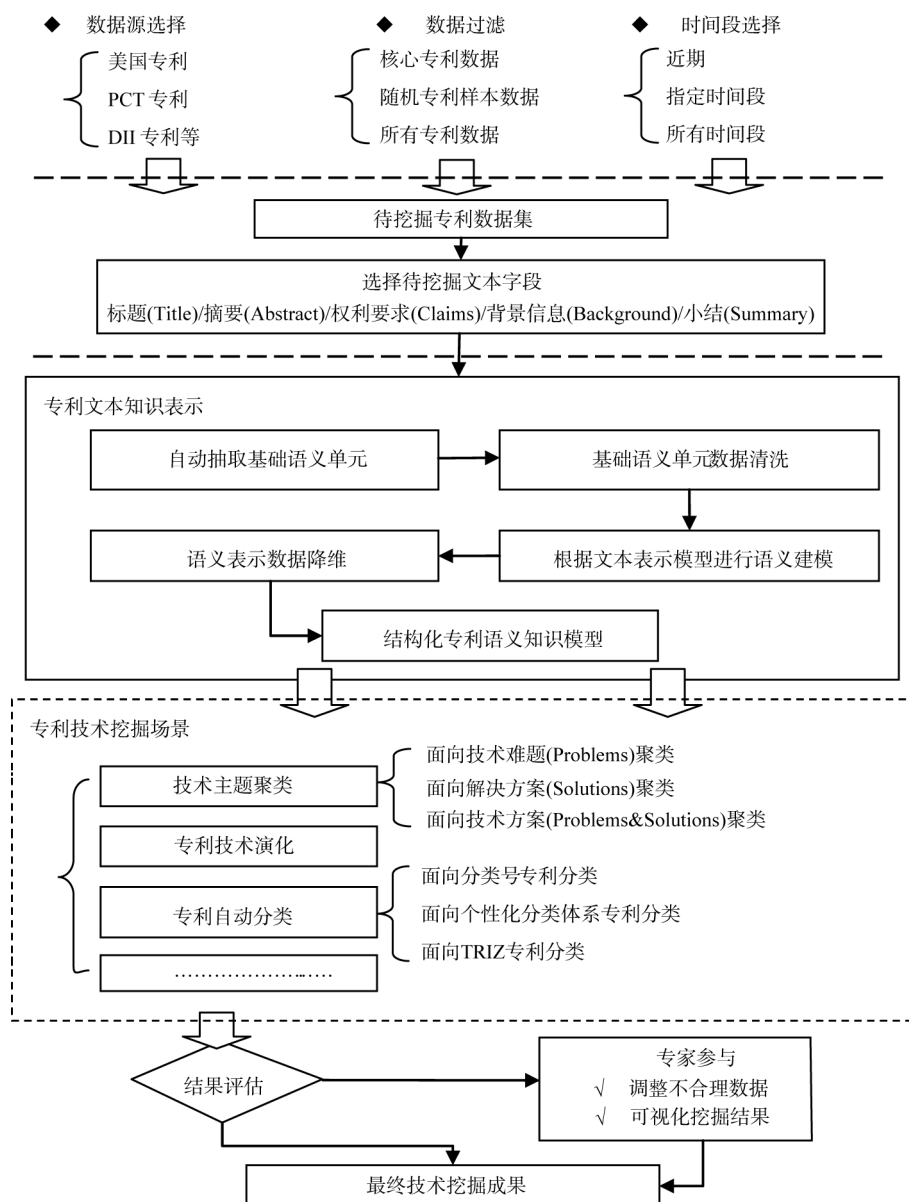 ◆ 数据源选择
美国专利
PCT 专利
DII 专利等
◆ 数据过滤
核心专利数据
随机专利样本数据
所有专利数据
◆ 时间段选择
近期
指定时间段
所有时间段
待挖掘专利数据集
选择待挖掘文本字段
标题(Title)/摘要(Abstract)/权利要求(Claims)/背景信息(Background)/小结(Summary)
专利文本知识表示
自动抽取基础语义单元
基础语义单元数据清洗
语义表示数据降维
根据文本表示模型进行语义建模
结构化专利语义知识模型
专利技术挖掘场景
技术主题聚类
面向技术难题(Problems)聚类
面向解决方案(Solutions)聚类
面向技术方案(Problems&Solutions)聚类
专利技术演化
专利自动分类
面向分类号专利分类
面向个性化分类体系专利分类
面向TRIZ专利分类
…………………..……
结果评估
专家参与
√ 调整不合理数据
√ 可视化挖掘结果
最终技术挖掘成果